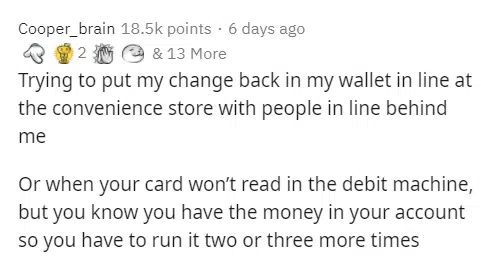 Cooper_brain 18.5k points · 6 days ago
2 & 13 More
Trying to put my change back in my wallet in line at
the convenience store with people in line behind
me
Or when your card won’t read in the debit machine,
but you know you have the money in your account
so you have to run it two or three more times